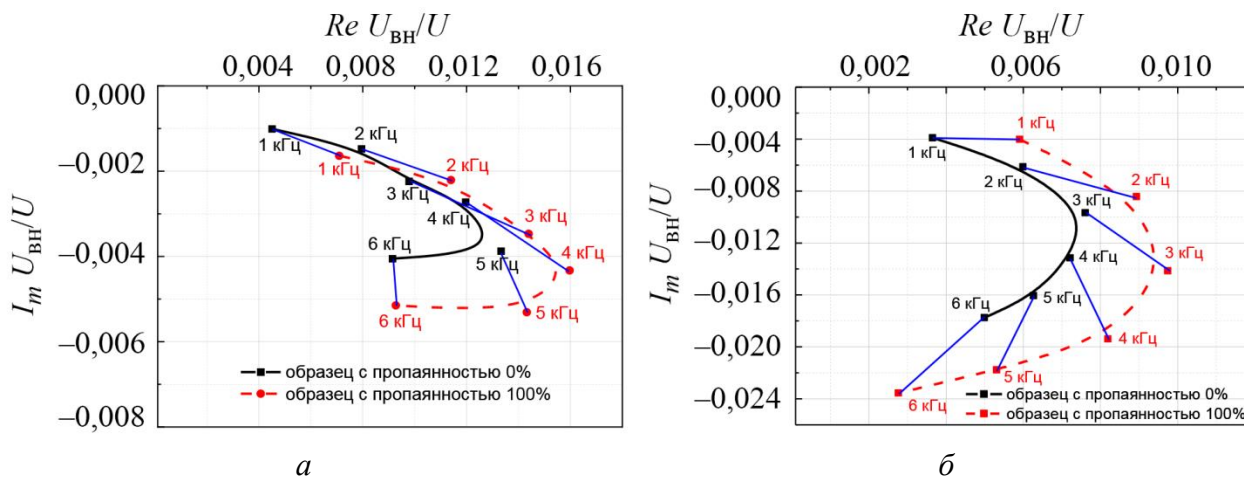 Re U_вн/U
0,004 0,008 0,012 0,016
0,000
–0,002
–0,004
–0,006
–0,008
I_m U_вн/U
1 кГц
2 кГц
3 кГц
4 кГц
5 кГц
6 кГц
1 кГц
2 кГц
3 кГц
4 кГц
5 кГц
6 кГц
образец с пропаянностью 0%
образец с пропаянностью 100%
а
Re U_вн/U
0,002 0,006 0,010
0,000
–0,004
–0,008
–0,012
–0,016
–0,020
–0,024
I_m U_вн/U
1 кГц
2 кГц
3 кГц
4 кГц
5 кГц
6 кГц
1 кГц
2 кГц
3 кГц
4 кГц
5 кГц
6 кГц
образец с пропаянностью 0%
образец с пропаянностью 100%
б